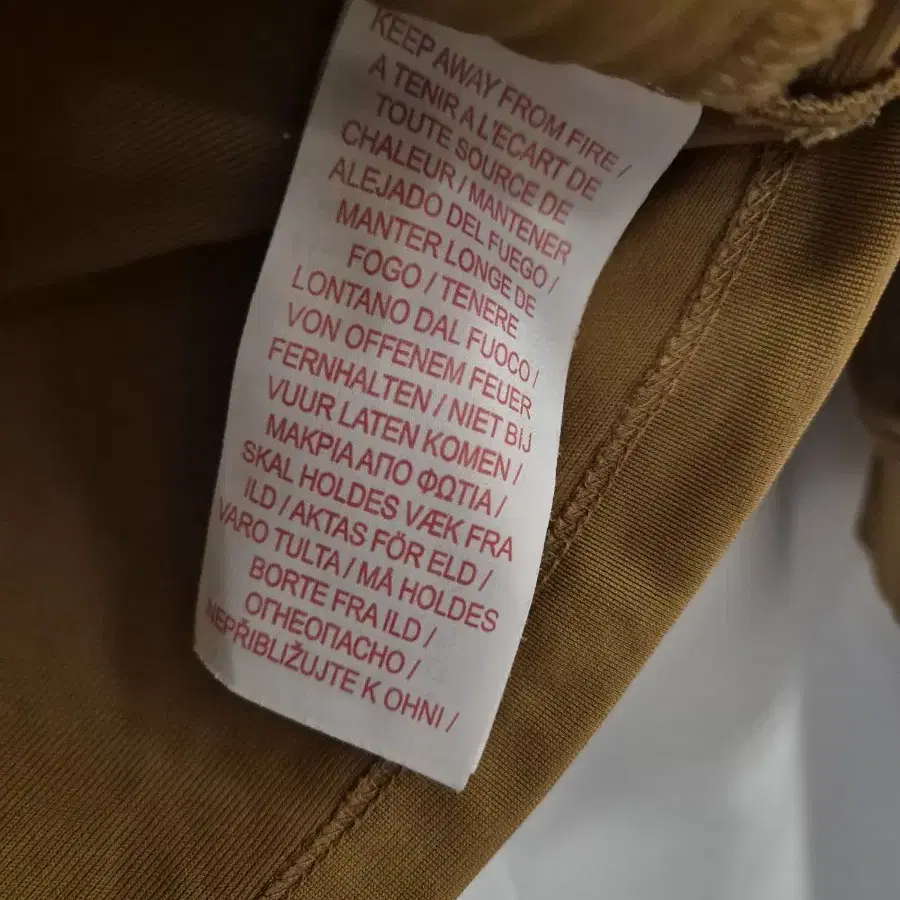 KEEP AWAY FROM FIRE /
A TENIR A L'ECART DE
TOUTE SOURCE DE
CHALEUR / MANTENER
ALEJADO DEL FUEGO /
MANTER LONGE DE
FOGO / TENERE
LONTANO DAL FUOCO /
VON OFFENEM FEUER
FERNHALTEN / NIET BIJ
VUUR LATEN KOMEN /
ΜΑΚΡΙΑ ΑΠΟ ΦΩΤΙΑ /
SKAL HOLDES VÆK FRA
ILD / AKTAS FÖR ELD /
VARO TULTA / MÅ HOLDES
BORTE FRA ILD /
ОГНЕОПАСНО /
NEPŘIBLIŽUJTE K OHNI /